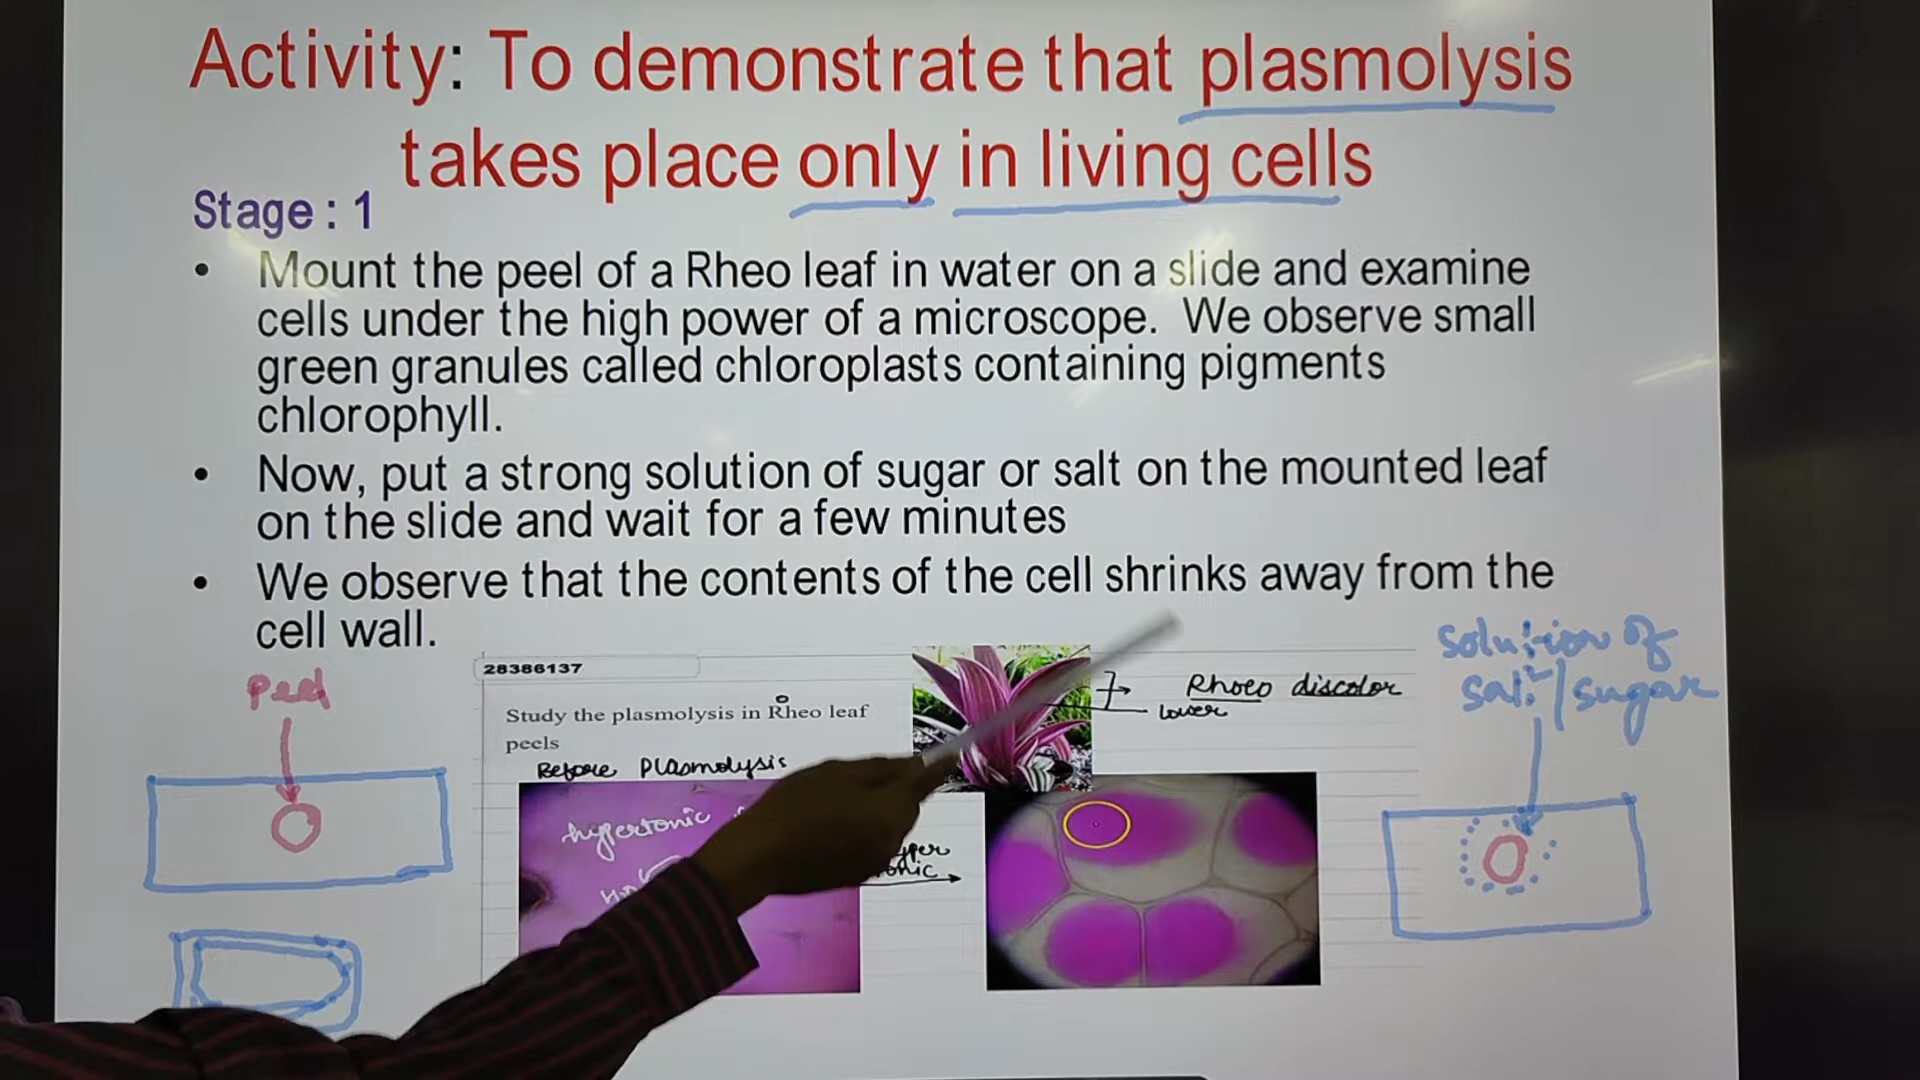 Activity: To demonstrate that plasmolysis
takes place only in living cells
Stage : 1
• Mount the peel of a Rheo leaf in water on a slide and examine
cells under the high power of a microscope. We observe small
green granules called chloroplasts containing pigments
chlorophyll.
• Now, put a strong solution of sugar or salt on the mounted leaf
on the slide and wait for a few minutes
• We observe that the contents of the cell shrinks away from the
cell wall.
Peel
28386137
Study the plasmolysis in Rheo leaf
peels
o
Before Plasmolysis
hypertonic
Rhoeo discolor
lower
solution of
salt/sugar